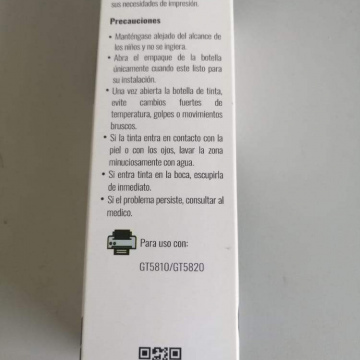 sus necesidades de impresión.
Precauciones
• Manténgase alejado del alcance de
los niños y no se ingiera.
• Abra el empaque de la botella
únicamente cuando este listo para
su instalación.
• Una vez abierta la botella de tinta,
evite cambios fuertes de
temperatura, golpes o movimientos
bruscos.
• Si la tinta entra en contacto con la
piel o con los ojos, lavar la zona
minuciosamente con agua.
• Si entra tinta en la boca, escupirla
de inmediato.
• Si el problema persiste, consultar al
medico.
Para uso con:
GT5810/GT5820